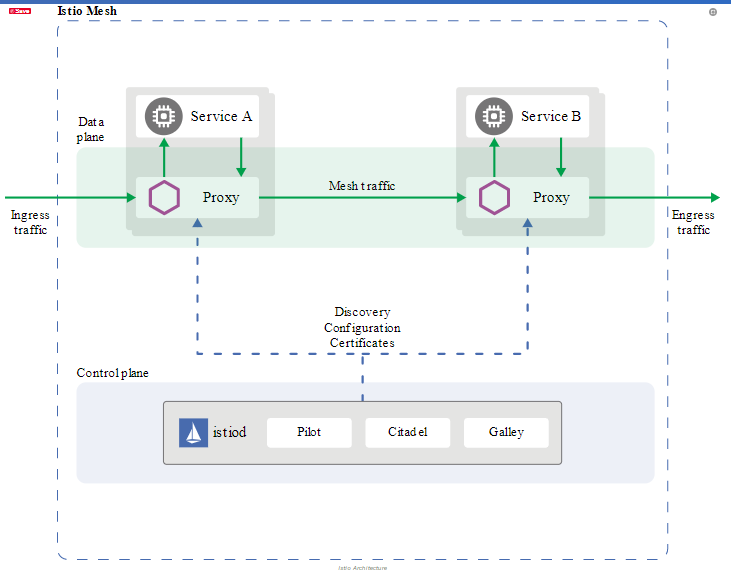 Save
Istio Mesh
Data
plane
Service A
Service B
Proxy
Mesh traffic
Proxy
Ingress
traffic
Engress
traffic
Discovery
Configuration
Certificates
Control plane
istiod
Pilot
Citadel
Galley
Istio Architecture